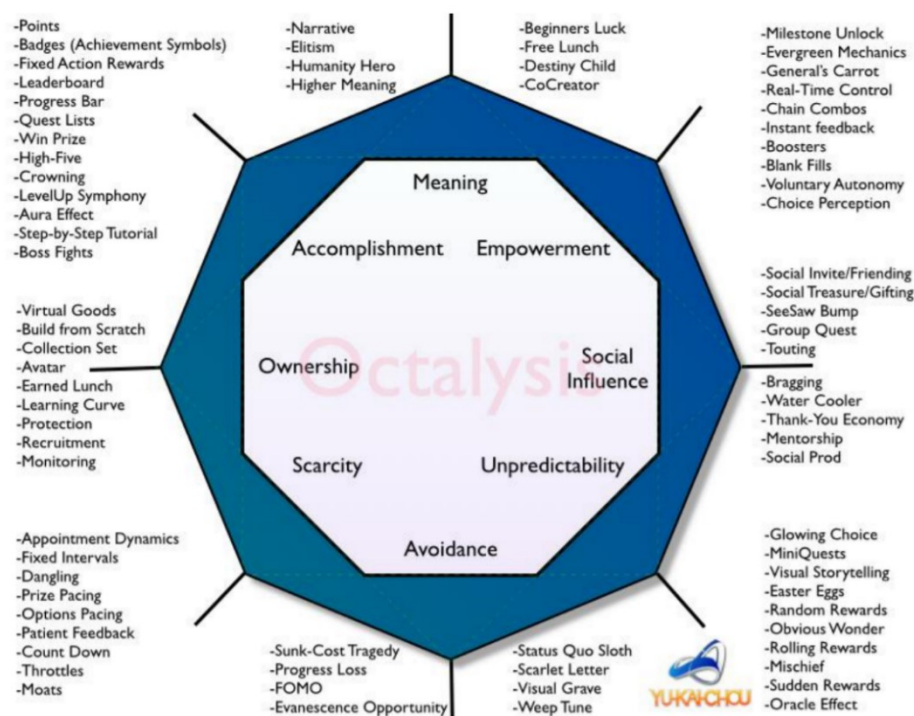 -Points
-Badges (Achievement Symbols)
-Fixed Action Rewards
-Leaderboard
-Progress Bar
-Quest Lists
-Win Prize
-High-Five
-Crowning
-LevelUp Symphony
-Aura Effect
-Step-by-Step Tutorial
-Boss Fights
-Narrative
-Elitism
-Humanity Hero
-Higher Meaning
-Beginners Luck
-Free Lunch
-Destiny Child
-CoCreator
-Milestone Unlock
-Evergreen Mechanics
-General's Carrot
-Real-Time Control
-Chain Combos
-Instant feedback
-Boosters
-Blank Fills
-Voluntary Autonomy
-Choice Perception
Meaning
Accomplishment
Empowerment
Ownership
Octalysis
Social
Influence
Scarcity
Unpredictability
Avoidance
-Virtual Goods
-Build from Scratch
-Collection Set
-Avatar
-Earned Lunch
-Learning Curve
-Protection
-Recruitment
-Monitoring
-Social Invite/Friending
-Social Treasure/Gifting
-SeeSaw Bump
-Group Quest
-Touting
-Bragging
-Water Cooler
-Thank-You Economy
-Mentorship
-Social Prod
-Appointment Dynamics
-Fixed Intervals
-Dangling
-Prize Pacing
-Options Pacing
-Patient Feedback
-Count Down
-Throttles
-Moats
-Sunk-Cost Tragedy
-Progress Loss
-FOMO
-Evanescence Opportunity
-Status Quo Sloth
-Scarlet Letter
-Visual Grave
-Weep Tune
YU-KAI-CHOU
-Glowing Choice
-MiniQuests
-Visual Storytelling
-Easter Eggs
-Random Rewards
-Obvious Wonder
-Rolling Rewards
-Mischief
-Sudden Rewards
-Oracle Effect